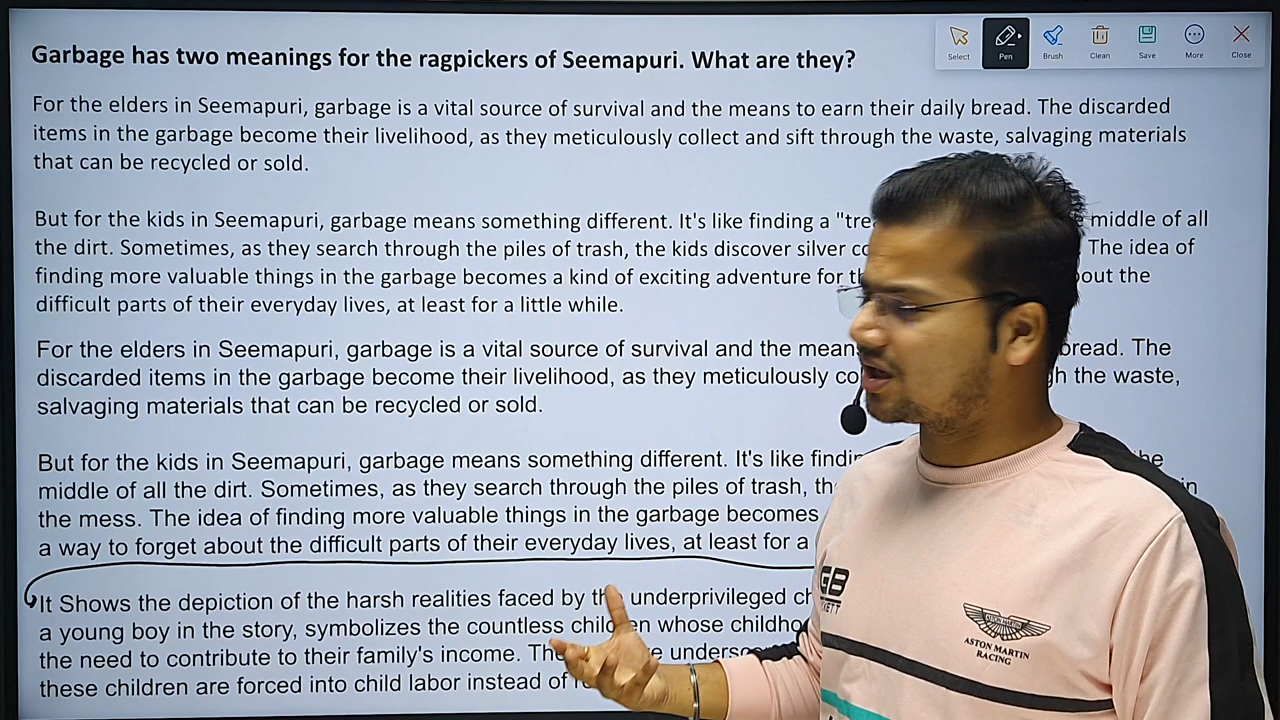 Garbage has two meanings for the ragpickers of Seemapuri. What are they?
Select Pen Brush Clean Save More Close
For the elders in Seemapuri, garbage is a vital source of survival and the means to earn their daily bread. The discarded
items in the garbage become their livelihood, as they meticulously collect and sift through the waste, salvaging materials
that can be recycled or sold.
But for the kids in Seemapuri, garbage means something different. It's like finding a "tre middle of all
the dirt. Sometimes, as they search through the piles of trash, the kids discover silver The idea of
finding more valuable things in the garbage becomes a kind of exciting adventure for the
difficult parts of their everyday lives, at least for a little while.
For the elders in Seemapuri, garbage is a vital source of survival and the bread. The
discarded items in the garbage become their livelihood, as they meticulously the waste,
salvaging materials that can be recycled or sold.
But for the kids in Seemapuri, garbage means something different. It's like
middle of all the dirt. Sometimes, as they search through the piles of trash, in
the mess. The idea of finding more valuable things in the garbage becomes
a way to forget about the difficult parts of their everyday lives, at least for a
It Shows the depiction of the harsh realities faced by the underprivileged
a young boy in the story, symbolizes the countless children whose
the need to contribute to their family's income.
these children are forced into child labor instead of
GB
ASTON MARTIN
ASTON MARTIN
RACING